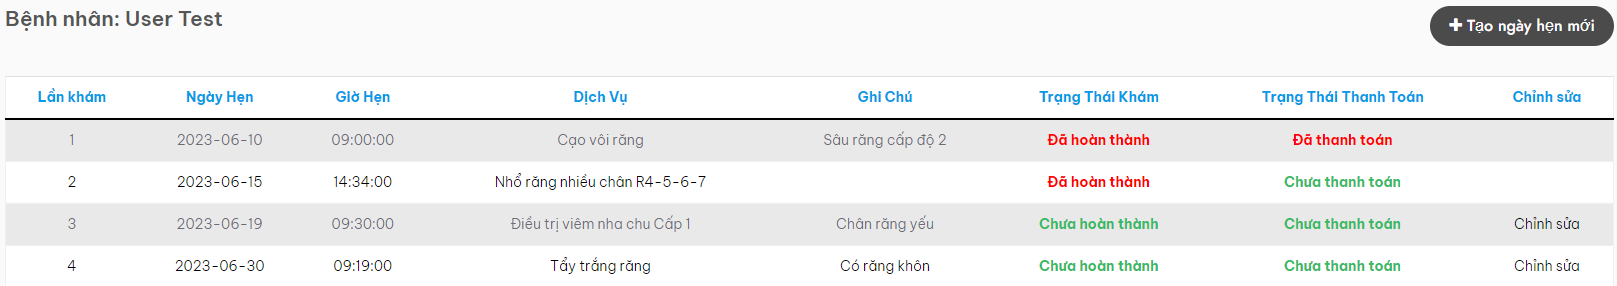 Bệnh nhân: User Test
+ Tạo ngày hẹn mới
Lần khám Ngày Hẹn Giờ Hẹn Dịch Vụ Ghi Chú Trạng Thái Khám Trạng Thái Thanh Toán Chỉnh sửa
1 2023-06-10 09:00:00 Cạo vôi răng Sâu răng cấp độ 2 Đã hoàn thành Đã thanh toán
2 2023-06-15 14:34:00 Nhổ răng nhiều chân R4-5-6-7 Đã hoàn thành Chưa thanh toán
3 2023-06-19 09:30:00 Điều trị viêm nha chu Cấp 1 Chân răng yếu Chưa hoàn thành Chưa thanh toán Chỉnh sửa
4 2023-06-30 09:19:00 Tẩy trắng răng Có răng khôn Chưa hoàn thành Chưa thanh toán Chỉnh sửa